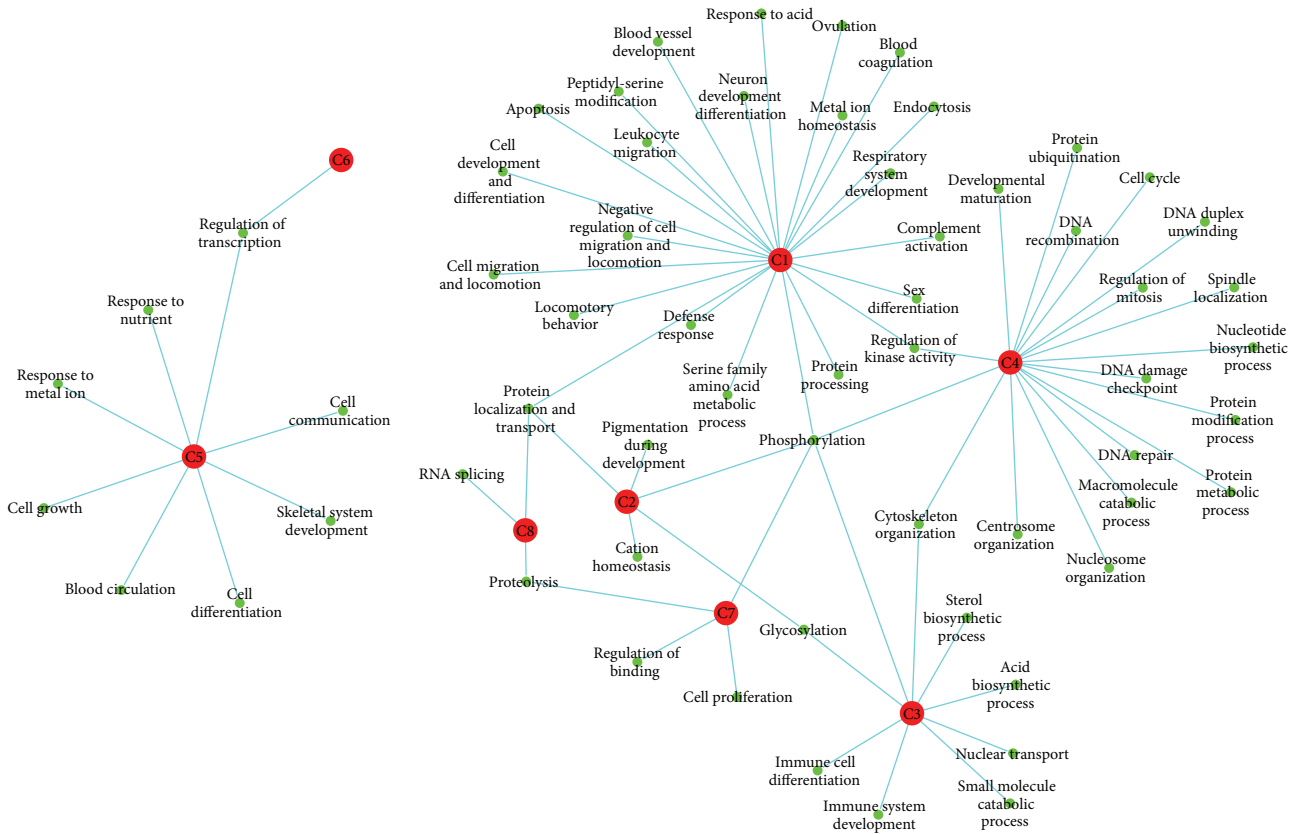 Response to acid
Ovulation
Blood vessel
development
Blood
coagulation
Peptidyl-serine
modification
Neuron
development
differentiation
Apoptosis
Metal ion
homeostasis
Endocytosis
Leukocyte
migration
Cell
development
and
differentiation
Respiratory
system
development
Negative
regulation of cell
migration and
locomotion
Complement
activation
C1
Cell migration
and locomotion
Locomotory
behavior
Defense
response
Sex
differentiation
Regulation of
kinase activity
Serine family
amino acid
metabolic
process
Protein
processing
Protein
localization and
transport
Phosphorylation
C6
Regulation of
transcription
Response to
nutrient
Response to
metal ion
Cell
communication
C5
Cell growth
Skeletal system
development
Blood circulation
Cell
differentiation
Protein
ubiquitination
Developmental
maturation
Cell cycle
DNA
recombination
DNA duplex
unwinding
Regulation of
mitosis
Spindle
localization
Nucleotide
biosynthetic
process
C4
DNA damage
checkpoint
Protein
modification
process
DNA repair
Macromolecule
catabolic
process
Protein
metabolic
process
Cytoskeleton
organization
Centrosome
organization
Nucleosome
organization
Pigmentation
during
development
RNA splicing
C2
C8
Cation
homeostasis
Proteolysis
C7
Glycosylation
Regulation of
binding
Cell proliferation
Sterol
biosynthetic
process
Acid
biosynthetic
process
C3
Nuclear transport
Immune cell
differentiation
Small molecule
catabolic
process
Immune system
development